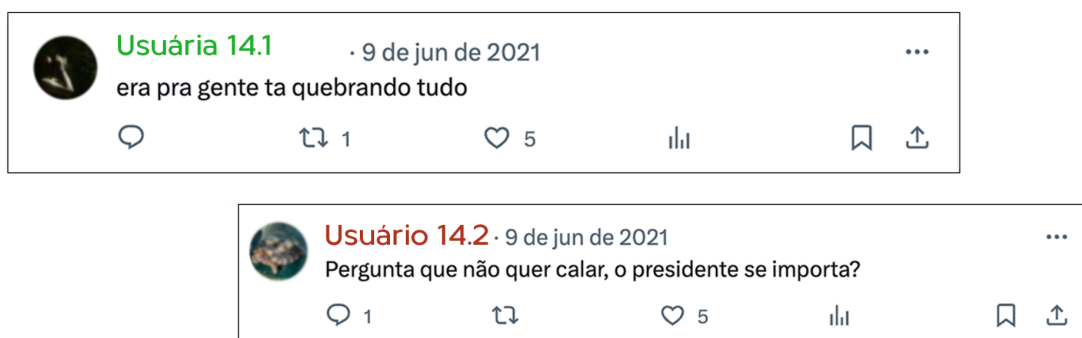 Usuária 14.1 · 9 de jun de 2021 ...
era pra gente ta quebrando tudo
1 5
Usuário 14.2 · 9 de jun de 2021 ...
Pergunta que não quer calar, o presidente se importa?
1 5